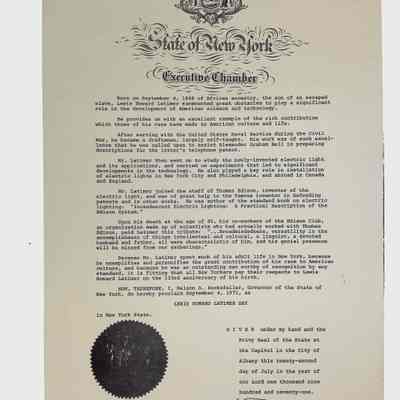 State of New York
Executive Chamber
Born on September 4, 1848 of African ancestry, the son of an escaped
slave, Lewis Howard Latimer surmounted great obstacles to play a significant
role in the development of American science and technology.
He provides us with an excellent example of the rich contribution
which those of his race have made to American culture and life.
After serving with the United States Naval Service during the Civil
War, he became a draftsman, largely self-taught. His work was of such excel-
lence that he was called upon to assist Alexander Graham Bell in preparing
descriptions for the latter's telephone patent.
Mr. Latimer then went on to study the newly-invented electric light
and its applications, and carried on experiments that led to significant
developments in the technology. He also played a key role in installation
of electric lights in New York City and Philadelphia, and abroad in Canada
and England.
Mr. Latimer joined the staff of Thomas Edison, inventor of the
electric light, and was of great help to the famous inventor in defending
patents and in other works. He was author of the standard book on electric
lighting: "Incandescent Electric Lighting: A Practical Description of the
Edison System."
Upon his death at the age of 81, his co-workers of the Edison Club,
an organization made up of scientists who had actually worked with Thomas
Edison, paid Latimer this tribute: "...Broadmindedness, versatility in the
accomplishment of things intellectual and cultural, a linguist, a devoted
husband and father, all were characteristic of him, and his genial presence
will be missed from our gatherings."
Because Mr. Latimer spent much of his adult life in New York, because
he exemplifies and personifies the great contribution of his race to American
culture, and because he was an outstanding man worthy of recognition by any
standard, it is fitting that all New Yorkers pay their respects to Lewis
Howard Latimer on the 123rd anniversary of his birth.
NOW, THEREFORE, I, Nelson A. Rockefeller, Governor of the State of
New York, do hereby proclaim September 4, 1971, as
LEWIS HOWARD LATIMER DAY
in New York State.
G I V E N under my hand and the
Privy Seal of the State at
the Capitol in the City of
Albany this twenty-second
day of July in the year of
our Lord one thousand nine
hundred and seventy-one.